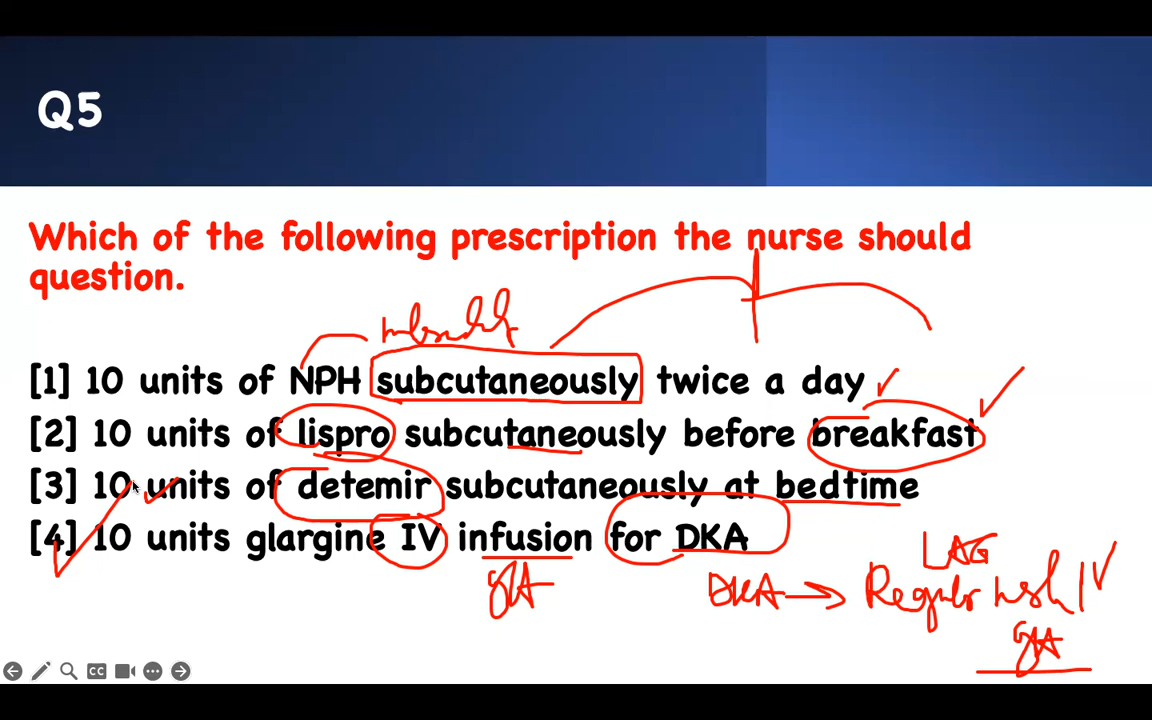 Q5
Which of the following prescription the nurse should
question.
[1] 10 units of NPH subcutaneously twice a day
[2] 10 units of lispro subcutaneously before breakfast
[3] 10 units of detemir subcutaneously at bedtime
[4] 10 units glargine IV infusion for DKA
LAG
DKA → Regular IV
CC